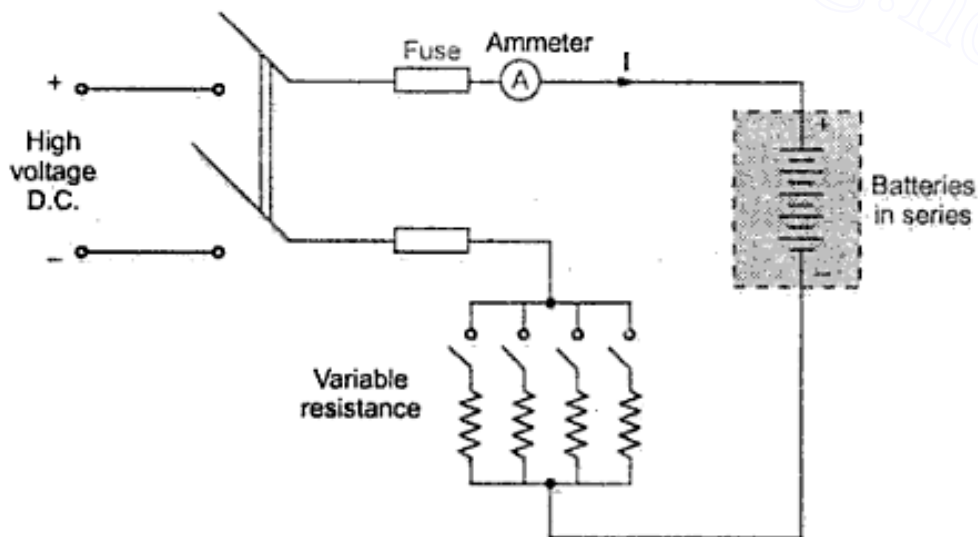 Fuse
Ammeter
I
A
+
High
voltage
D.C.
–
+
Batteries
in series
–
Variable
resistance